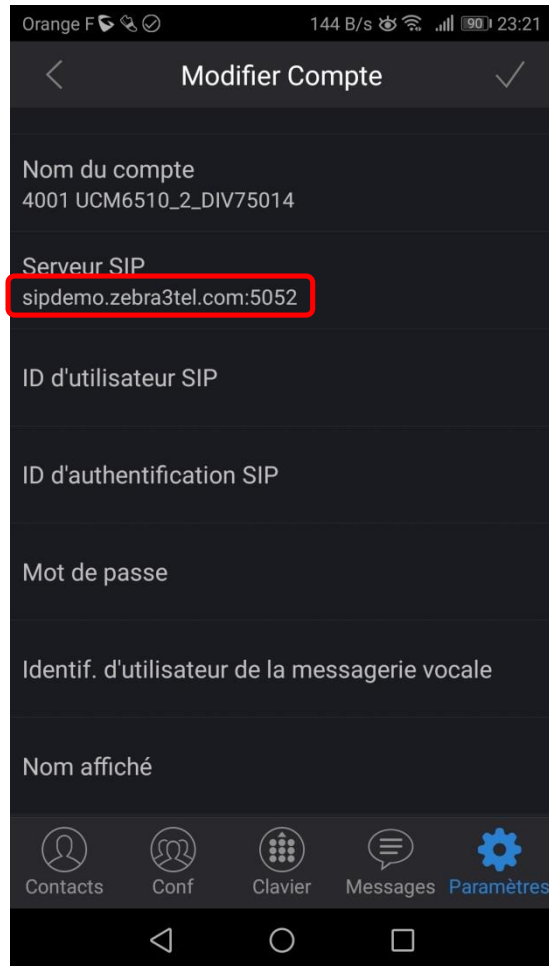 Orange F 144 B/s 90 23:21
Modifier Compte
Nom du compte
4001 UCM6510_2_DIV75014
Serveur SIP
sipdemo.zebra3tel.com:5052
ID d'utilisateur SIP
ID d'authentification SIP
Mot de passe
Identif. d'utilisateur de la messagerie vocale
Nom affiché
Contacts Conf Clavier Messages Paramètres